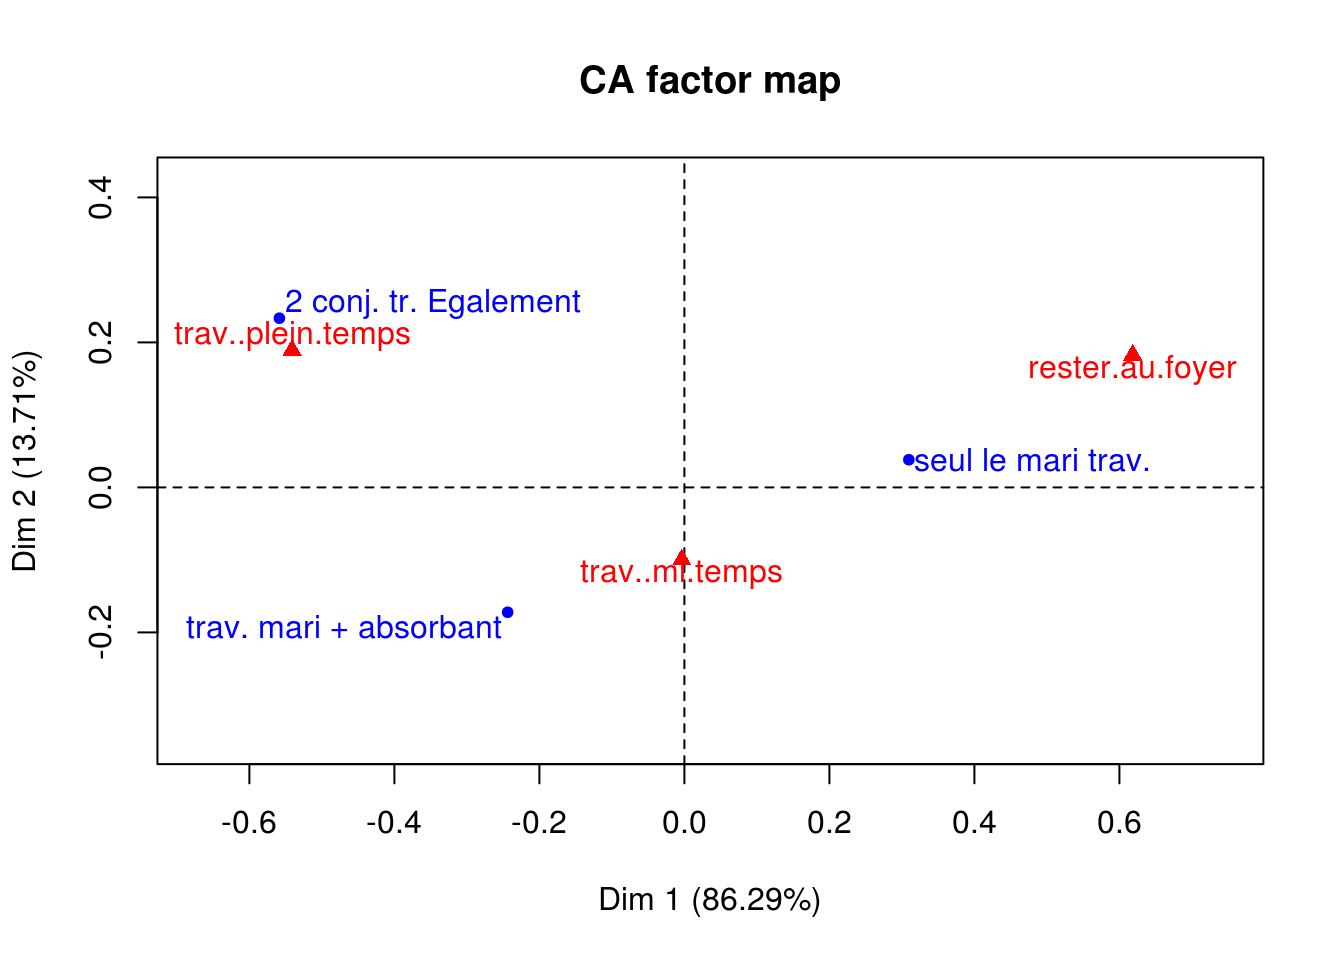 CA factor map
0.4
2 conj. tr. Egalement
trav..plein.temps
0.2
rester.au.foyer
seul le mari trav.
0.0
trav..mi.temps
trav. mari + absorbant
-0.2
Dim 2 (13.71%)
-0.6 -0.4 -0.2 0.0 0.2 0.4 0.6
Dim 1 (86.29%)